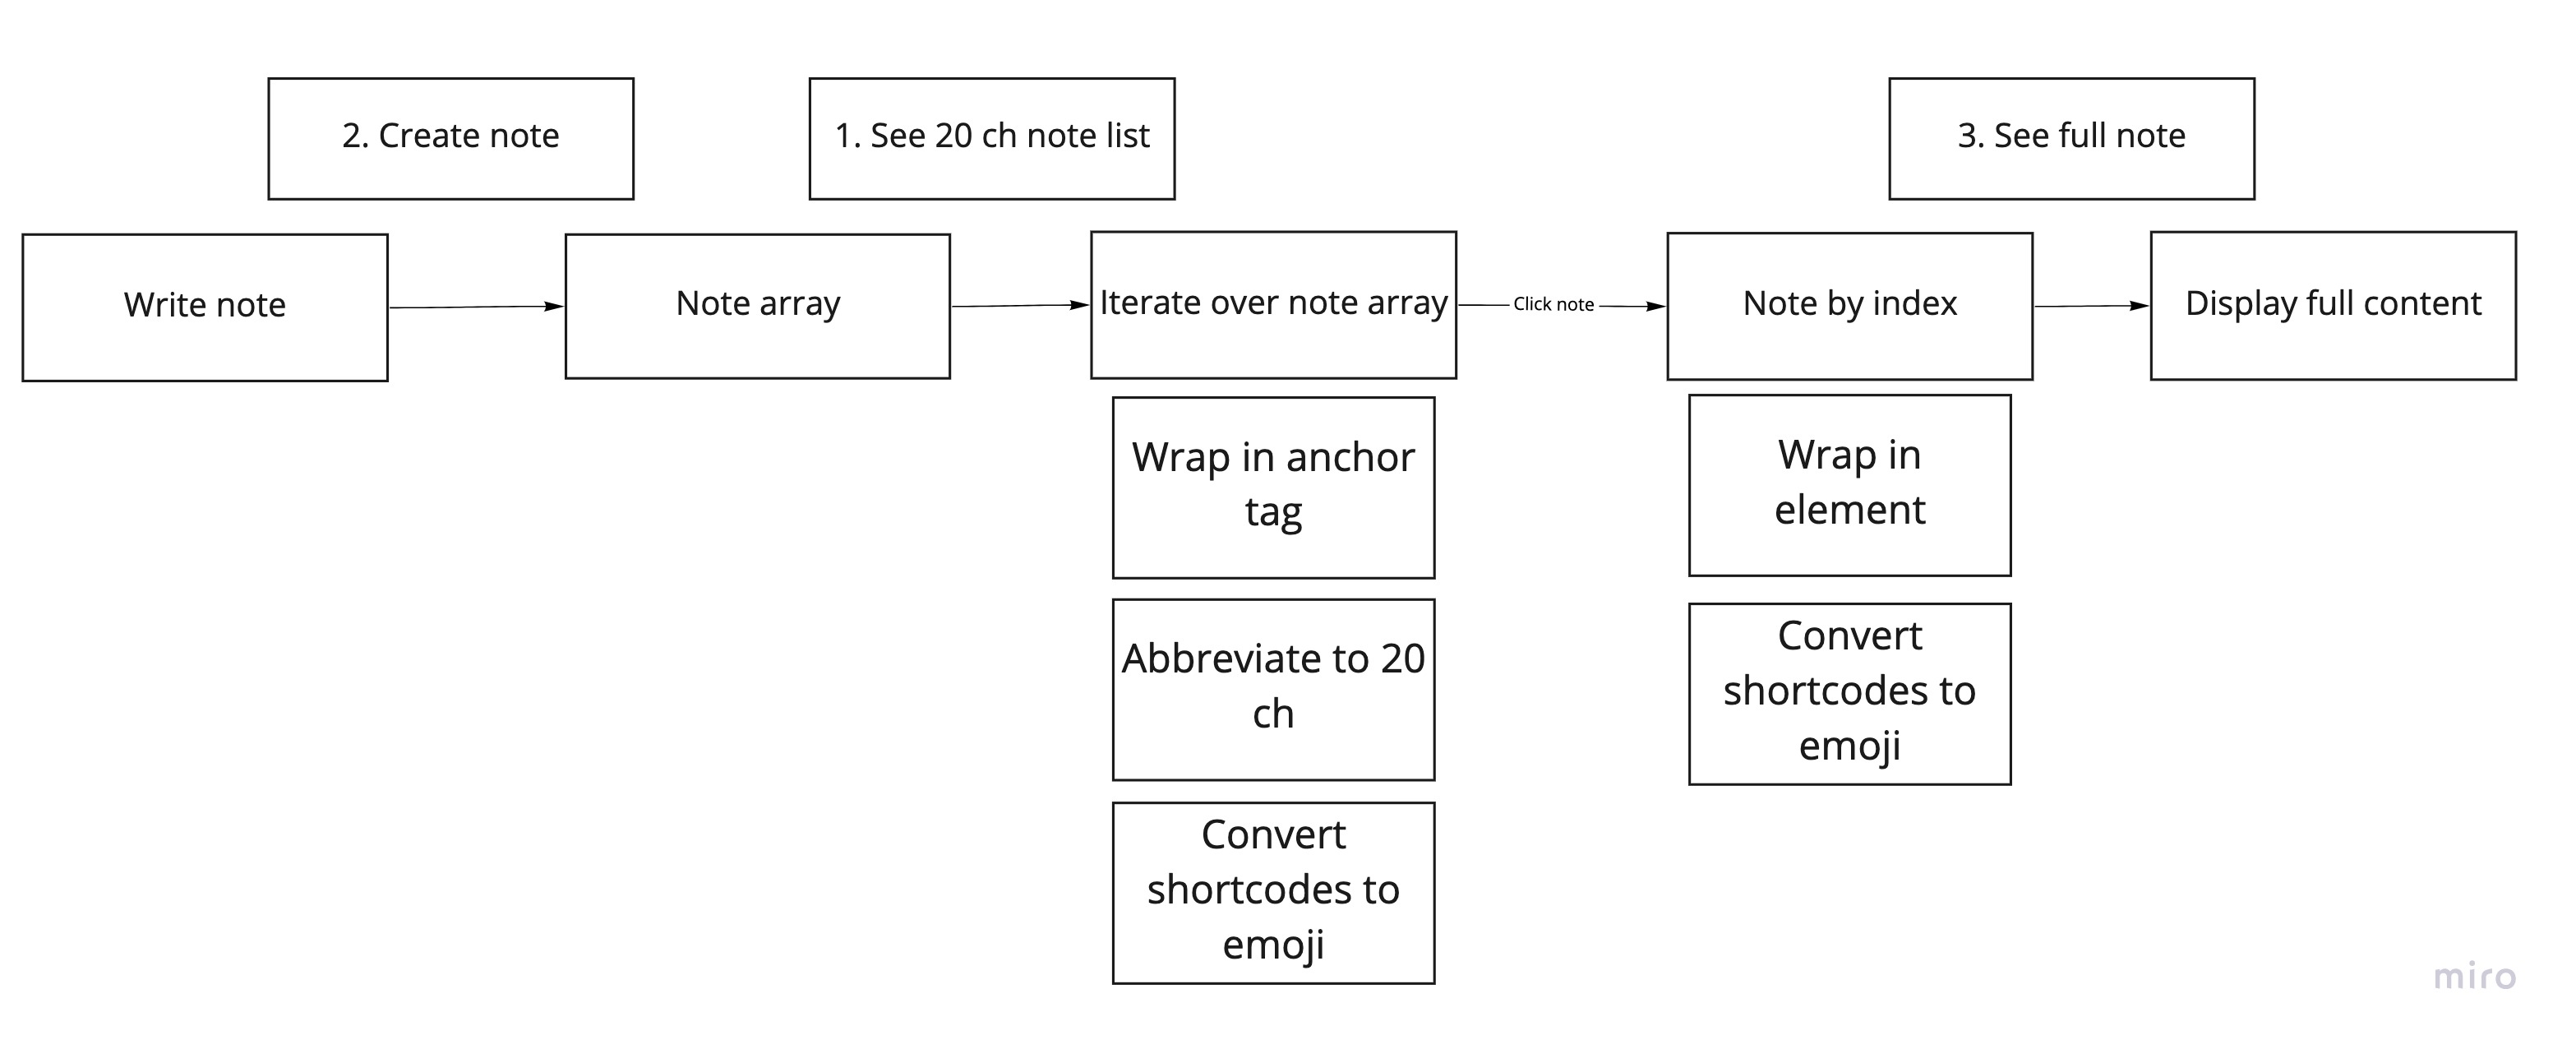 2. Create note
1. See 20 ch note list
3. See full note
Write note
Note array
Iterate over note array
Click note
Note by index
Display full content
Wrap in anchor
tag
Abbreviate to 20
ch
Convert
shortcodes to
emoji
Wrap in
element
Convert
shortcodes to
emoji
miro